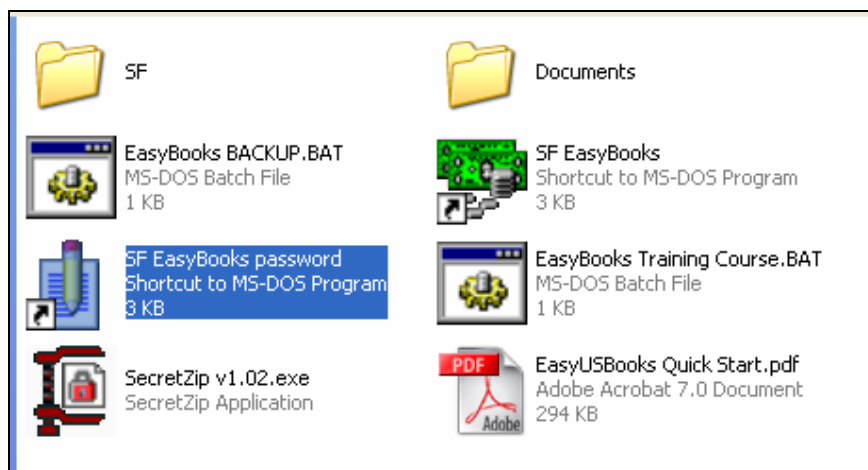 SF
Documents
EasyBooks BACKUP.BAT
MS-DOS Batch File
1 KB
SF EasyBooks
Shortcut to MS-DOS Program
3 KB
SF EasyBooks password
Shortcut to MS-DOS Program
3 KB
EasyBooks Training Course.BAT
MS-DOS Batch File
1 KB
SecretZip v1.02.exe
SecretZip Application
PDF
Adobe
EasyUSBooks Quick Start.pdf
Adobe Acrobat 7.0 Document
294 KB